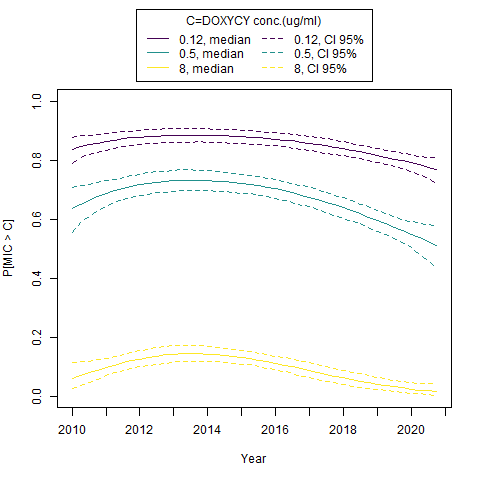 C=DOXYCY conc.(ug/ml)
0.12, median 0.12, CI 95%
0.5, median 0.5, CI 95%
8, median 8, CI 95%
1.0
0.8
0.6
0.4
0.2
0.0
P[MIC > C]
2010 2012 2014 2016 2018 2020
Year